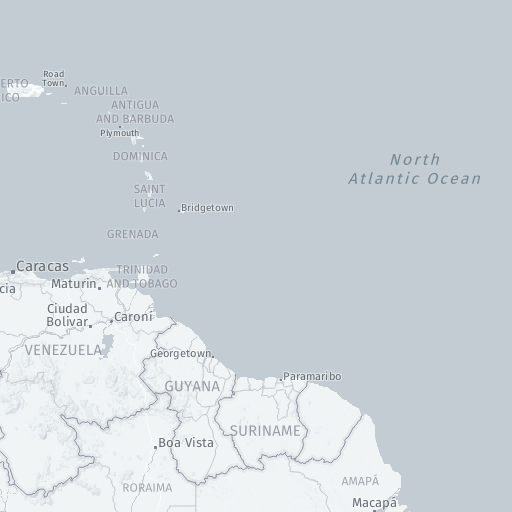 Road
Town
ERTO
ICO
ANGUILLA
ANTIGUA
AND BARBUDA
Plymouth
DOMINICA
North
Atlantic Ocean
SAINT
LUCIA
Bridgetown
GRENADA
Caracas
TRINIDAD
AND TOBAGO
Maturin
cia
Ciudad
Bolivar
Caroní
VENEZUELA
Georgetown
GUYANA
Paramaribo
SURINAME
Boa Vista
RORAIMA
AMAPÁ
Macapá